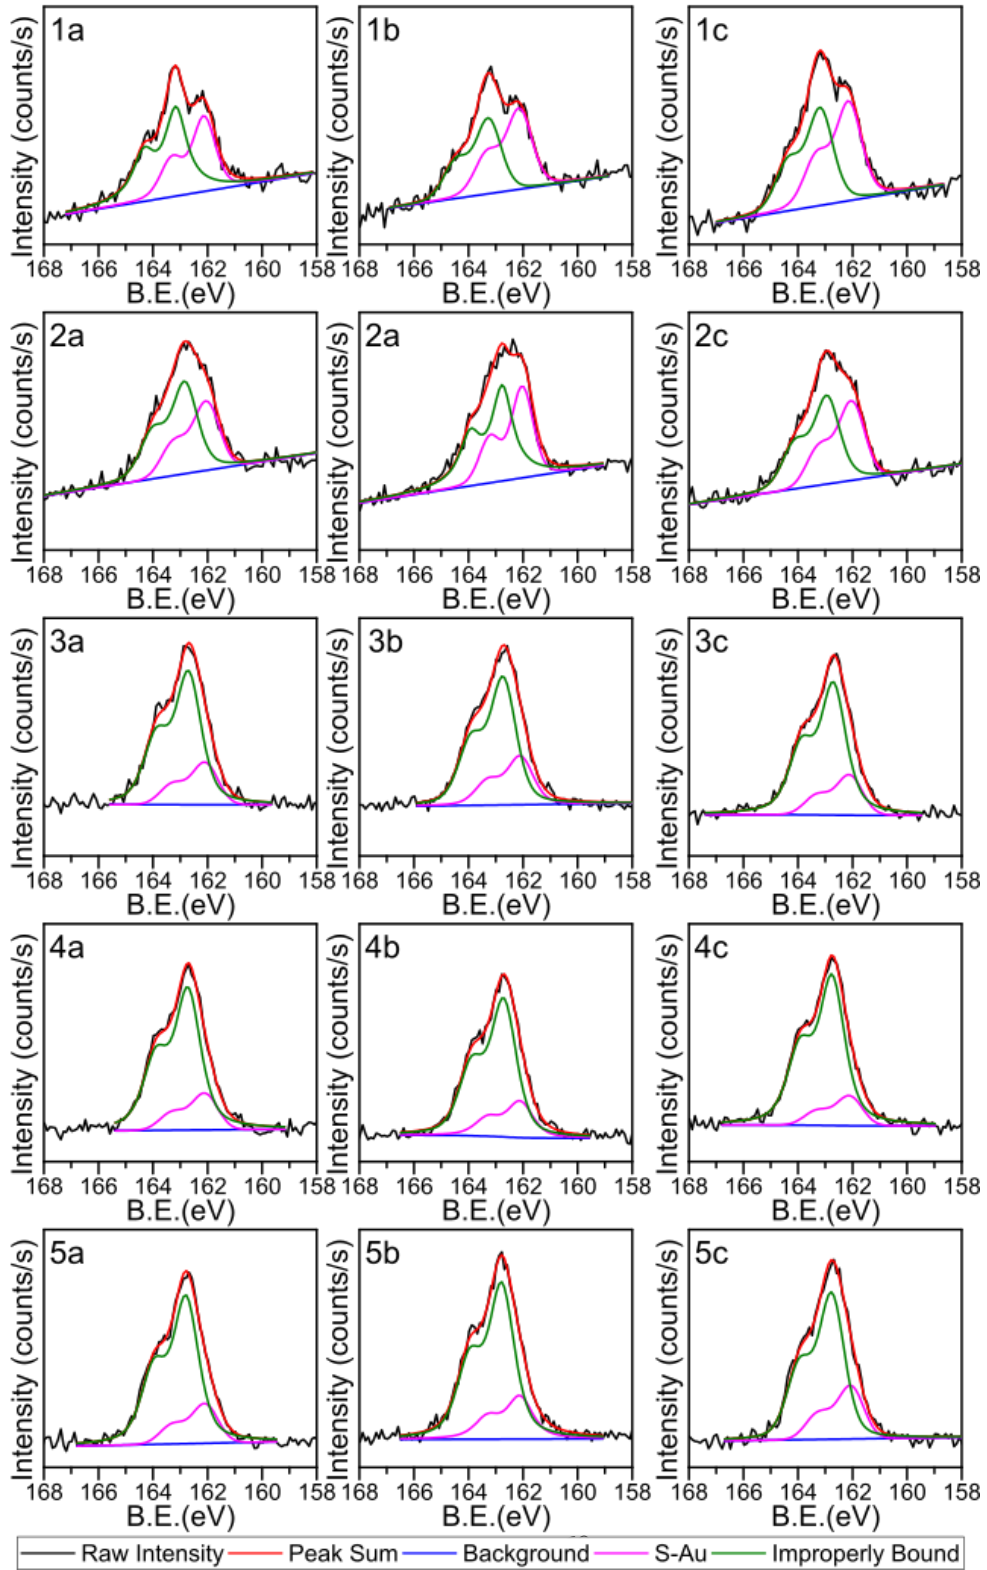 1a 1b 1c
Intensity (counts/s) Intensity (counts/s) Intensity (counts/s)
168 166 164 162 160 158 168 166 164 162 160 158 168 166 164 162 160 158
B.E.(eV) B.E.(eV) B.E.(eV)
2a 2a 2c
Intensity (counts/s) Intensity (counts/s) Intensity (counts/s)
168 166 164 162 160 158 168 166 164 162 160 158 168 166 164 162 160 158
B.E.(eV) B.E.(eV) B.E.(eV)
3a 3b 3c
Intensity (counts/s) Intensity (counts/s) Intensity (counts/s)
168 166 164 162 160 158 168 166 164 162 160 158 168 166 164 162 160 158
B.E.(eV) B.E.(eV) B.E.(eV)
4a 4b 4c
Intensity (counts/s) Intensity (counts/s) Intensity (counts/s)
168 166 164 162 160 158 168 166 164 162 160 158 168 166 164 162 160 158
B.E.(eV) B.E.(eV) B.E.(eV)
5a 5b 5c
Intensity (counts/s) Intensity (counts/s) Intensity (counts/s)
168 166 164 162 160 158 168 166 164 162 160 158 168 166 164 162 160 158
B.E.(eV) B.E.(eV) B.E.(eV)
Raw Intensity Peak Sum Background S-Au Improperly Bound